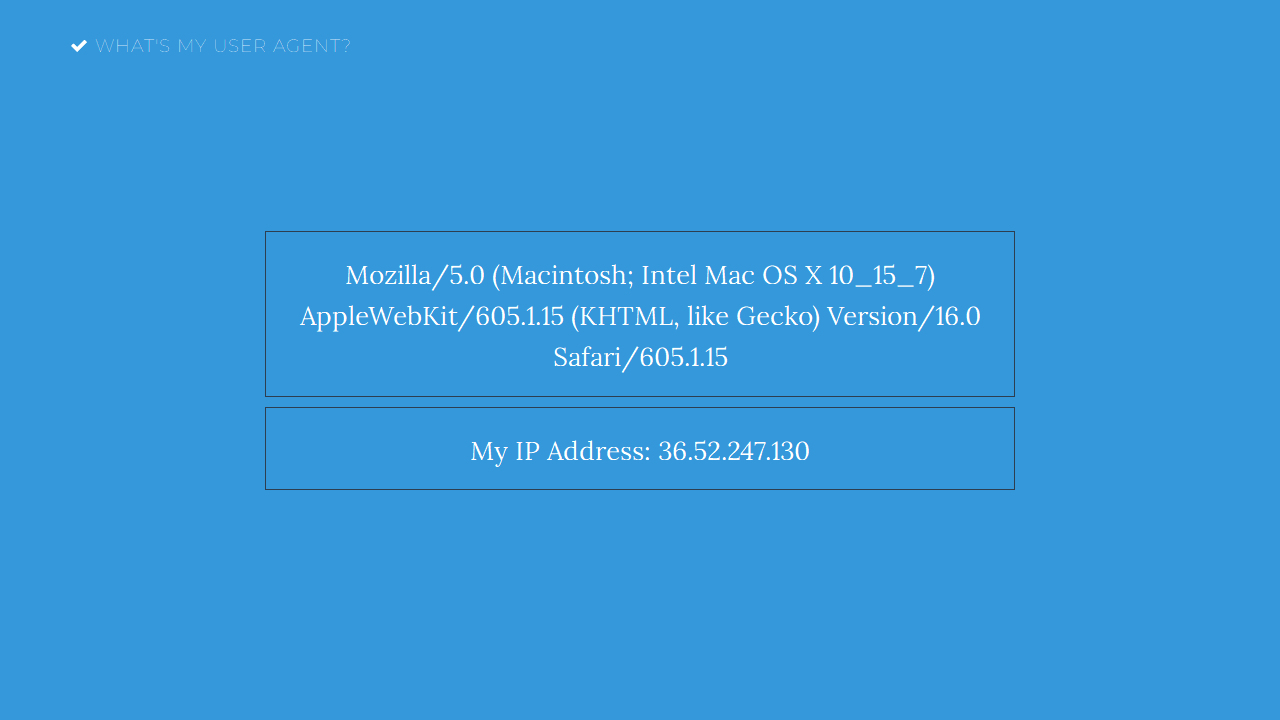 WHAT'S MY USER AGENT?
Mozilla/5.0 (Macintosh; Intel Mac OS X 10_15_7)
AppleWebKit/605.1.15 (KHTML, like Gecko) Version/16.0
Safari/605.1.15
My IP Address: 36.52.247.130